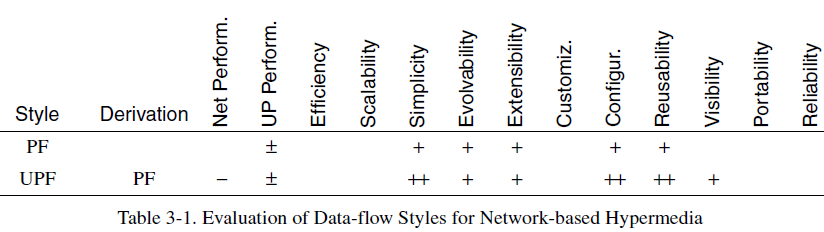 Style Derivation Net Perform. UP Perform. Efficiency Scalability Simplicity Evolvability Extensibility Customiz. Configur. Reusability Visibility Portability Reliability
PF ± + + + + +
UPF PF − ± ++ + + ++ ++ +
Table 3-1. Evaluation of Data-flow Styles for Network-based Hypermedia